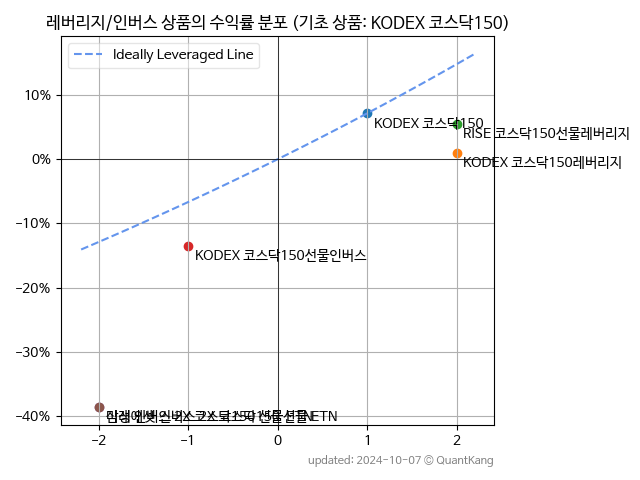 레버리지/인버스 상품의 수익률 분포 (기초 상품: KODEX 코스닥150)
Ideally Leveraged Line
10%
0%
−10%
−20%
−30%
−40%
KODEX 코스닥150
RISE 코스닥150선물레버리지
KODEX 코스닥150레버리지
KODEX 코스닥150선물인버스
ETN
−2
−1
0
1
2
updated: 2024-10-07 © QuantKang